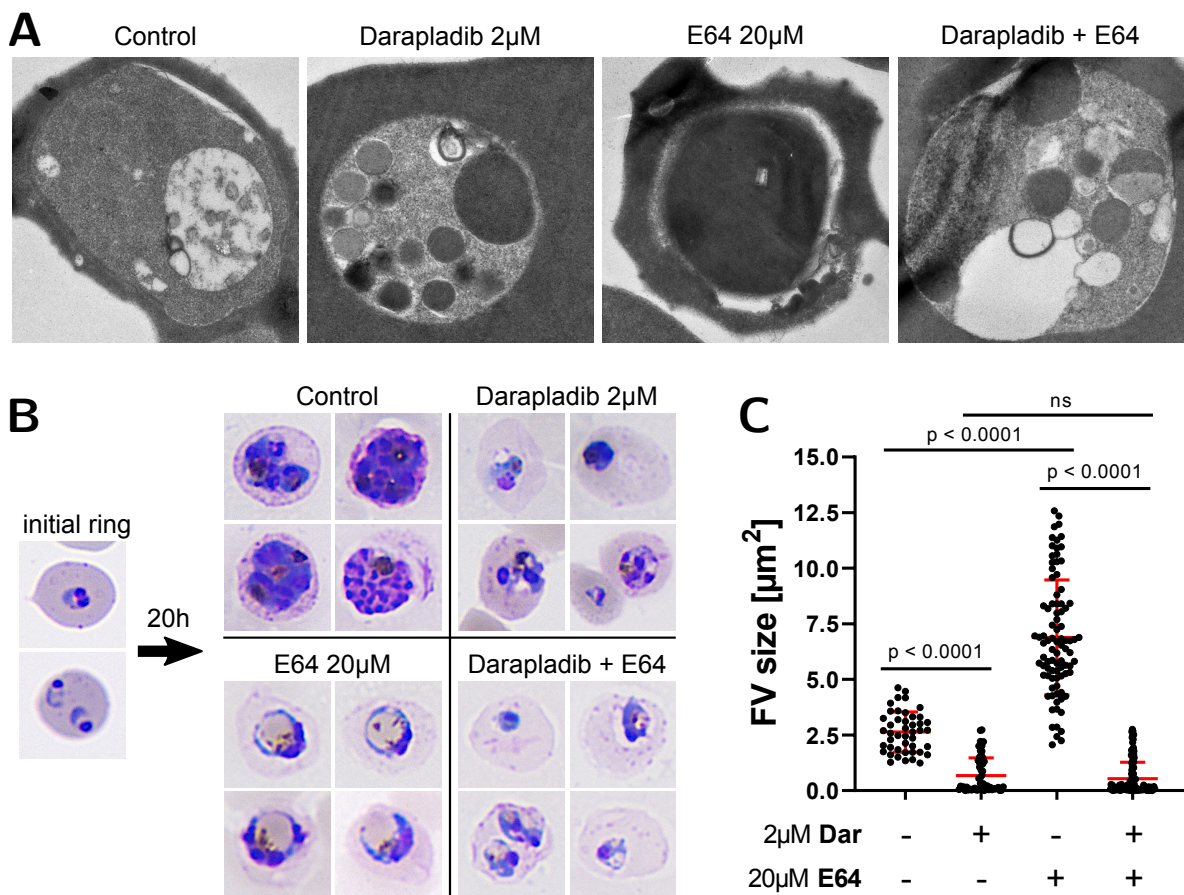 A
Control
Darapladib 2µM
E64 20µM
Darapladib + E64
B
initial ring
20h
Control
Darapladib 2µM
E64 20µM
Darapladib + E64
C
ns
p < 0.0001
p < 0.0001
p < 0.0001
FV size [µm²]
15.0
12.5
10.0
7.5
5.0
2.5
0.0
2µM Dar - + - +
20µM E64 - - + +